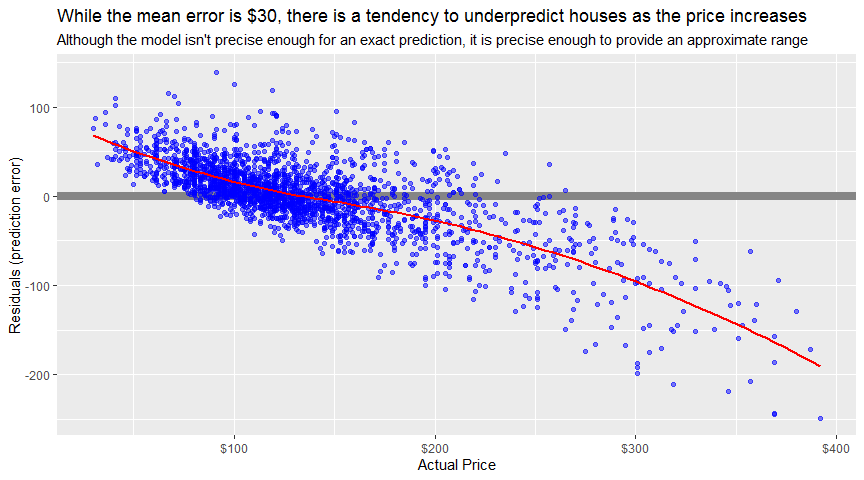 While the mean error is $30, there is a tendency to underpredict houses as the price increases
Although the model isn't precise enough for an exact prediction, it is precise enough to provide an approximate range
Residuals (prediction error)
100
0
-100
-200
$100
$200
$300
$400
Actual Price